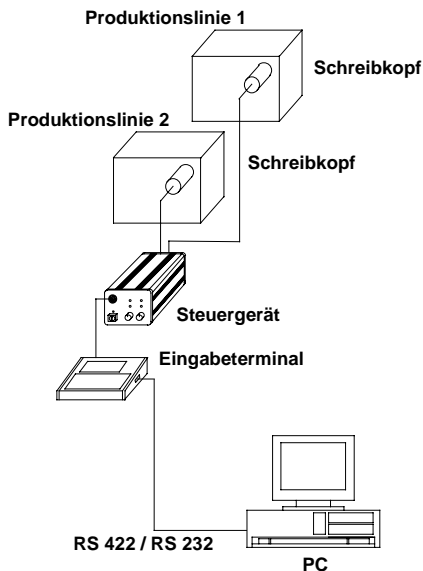 Produktionslinie 1
Schreibkopf
Produktionslinie 2
Schreibkopf
Steuergerät
Eingabeterminal
RS 422 / RS 232
PC